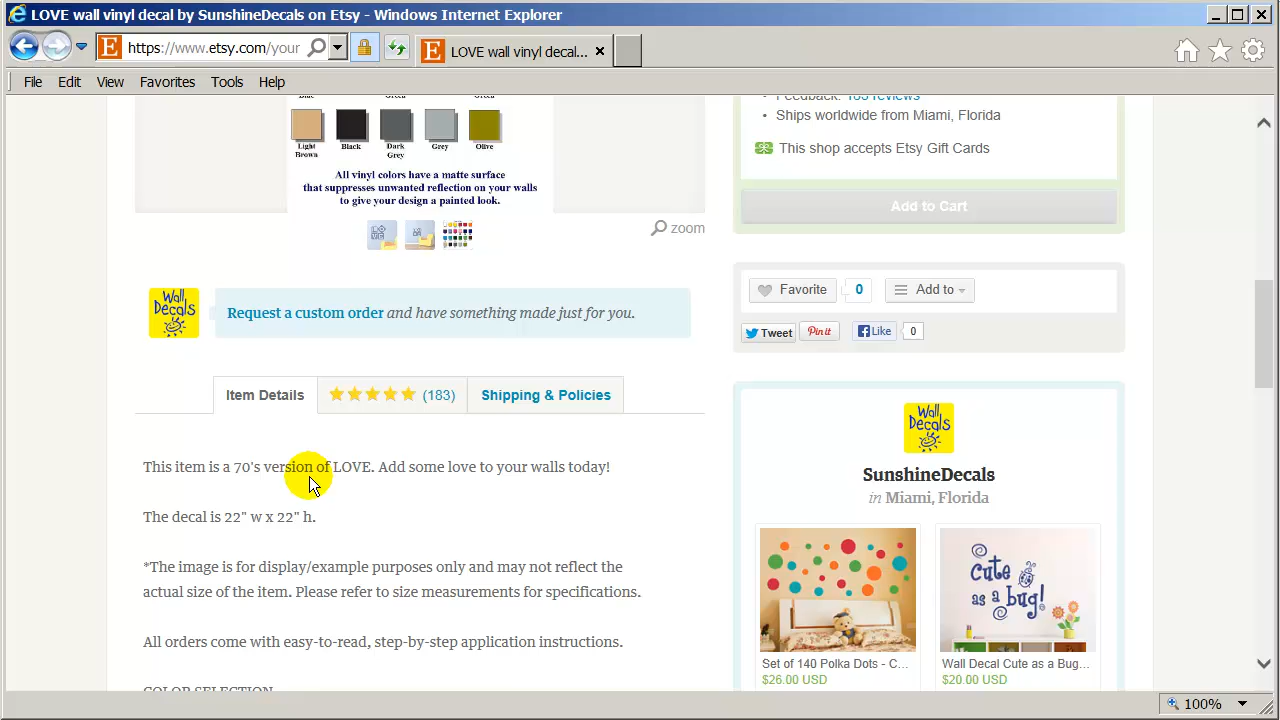 LOVE wall vinyl decal by SunshineDecals on Etsy - Windows Internet Explorer
https://www.etsy.com/your
LOVE wall vinyl decal...
File Edit View Favorites Tools Help
Light Brown
Black
Dark Grey
Grey
Olive
All vinyl colors have a matte surface
that suppresses unwanted reflection on your walls
to give your design a painted look.
zoom
Wall Decals
Request a custom order and have something made just for you.
Item Details
(183)
Shipping & Policies
This item is a 70's version of LOVE. Add some love to your walls today!
The decal is 22" w x 22" h.
*The image is for display/example purposes only and may not reflect the
actual size of the item. Please refer to size measurements for specifications.
All orders come with easy-to-read, step-by-step application instructions.
COLOR SELECTION
Feedback: 183 reviews
Ships worldwide from Miami, Florida
This shop accepts Etsy Gift Cards
Add to Cart
Favorite 0 Add to
Tweet Pin it Like 0
Wall Decals
SunshineDecals
in Miami, Florida
Cute as a bug!
Set of 140 Polka Dots - C...
$26.00 USD
Wall Decal Cute as a Bug...
$20.00 USD
100%